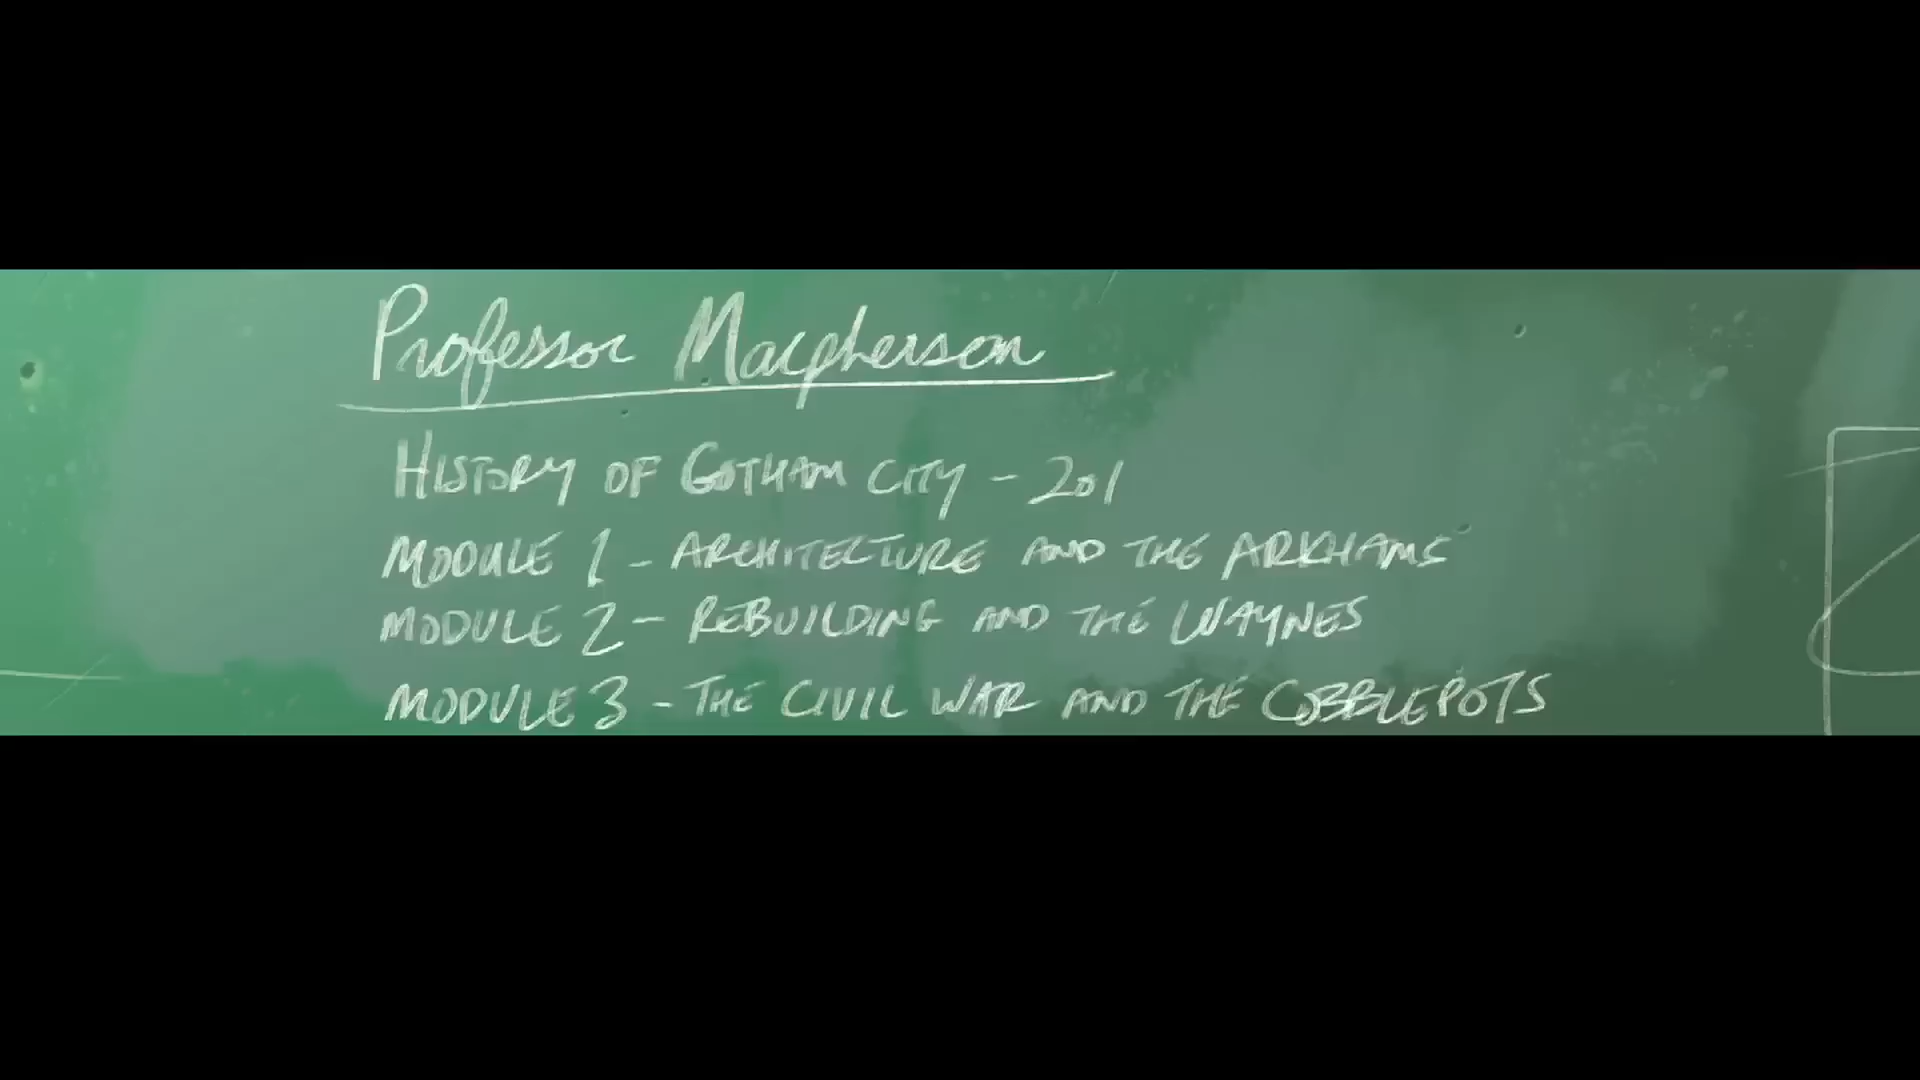 Professor Macpherson
HISTORY OF GOTHAM CITY - 201
MODULE 1 - ARCHITECTURE AND THE ARKHAMS
MODULE 2 - REBUILDING AND THE WAYNES
MODULE 3 - THE CIVIL WAR AND THE COBBLEPOTS